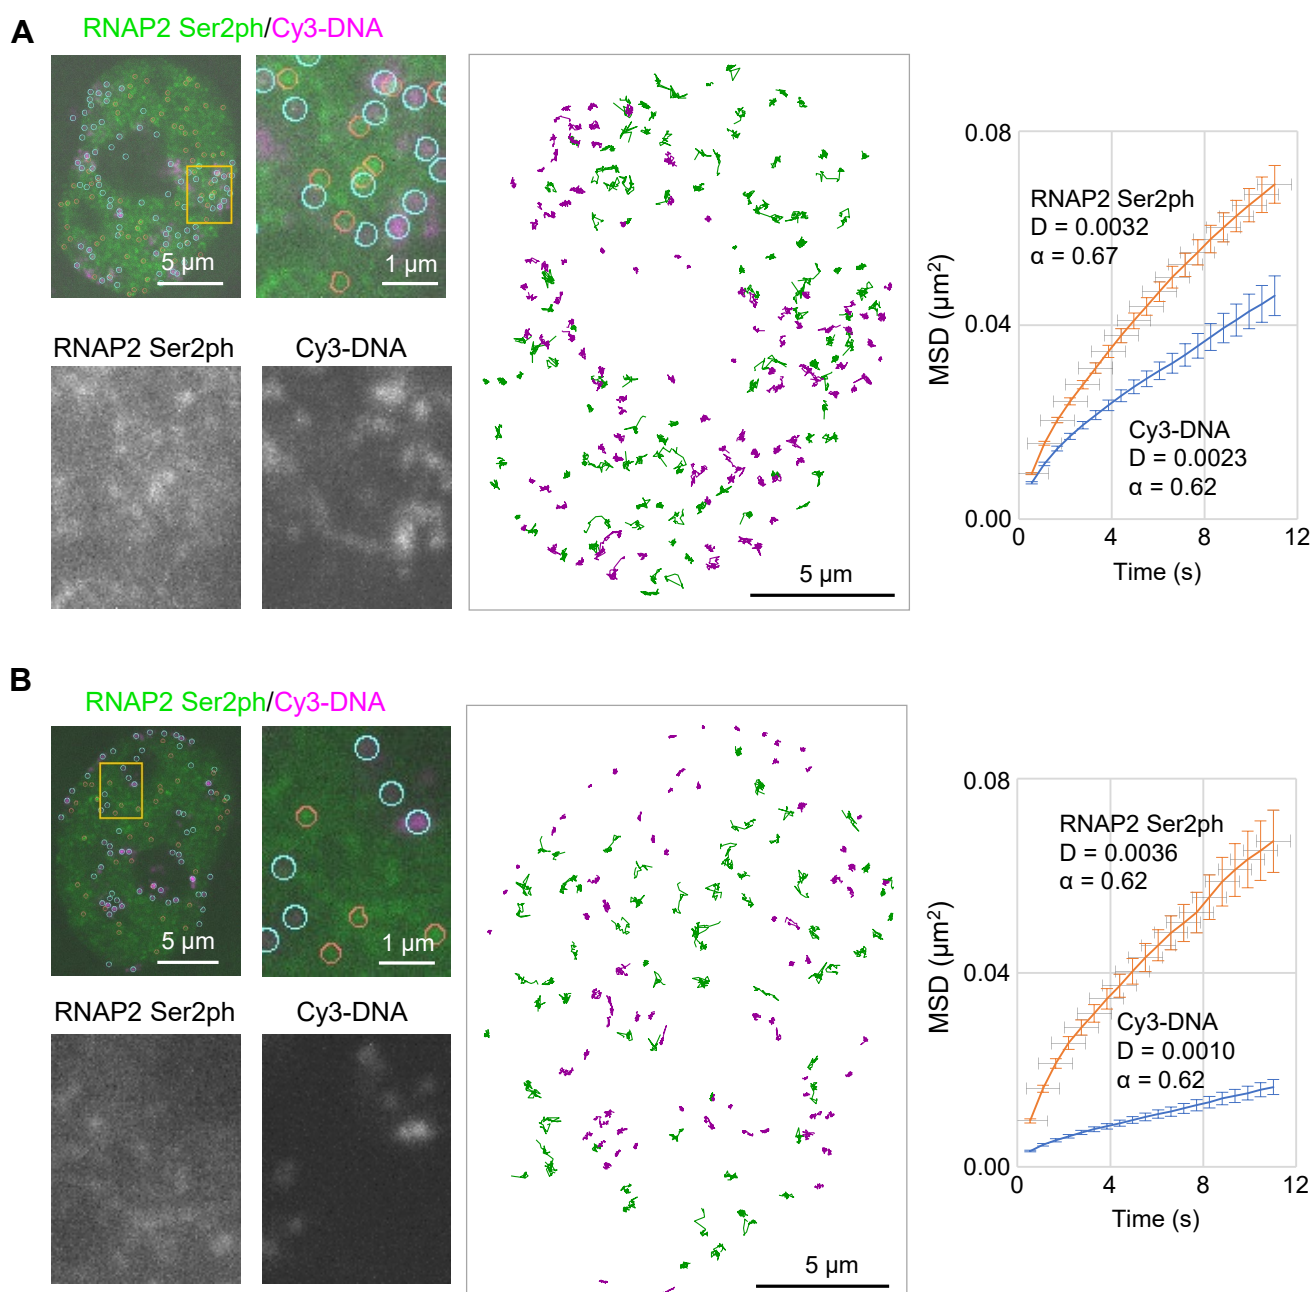 A
RNAP2 Ser2ph/Cy3-DNA
5 µm
1 µm
RNAP2 Ser2ph
Cy3-DNA
5 µm
0.08
0.04
0.00
MSD (µm²)
RNAP2 Ser2ph
D = 0.0032
α = 0.67
Cy3-DNA
D = 0.0023
α = 0.62
0
4
8
12
Time (s)
B
RNAP2 Ser2ph/Cy3-DNA
5 µm
1 µm
RNAP2 Ser2ph
Cy3-DNA
5 µm
0.08
0.04
0.00
MSD (µm²)
RNAP2 Ser2ph
D = 0.0036
α = 0.62
Cy3-DNA
D = 0.0010
α = 0.62
0
4
8
12
Time (s)